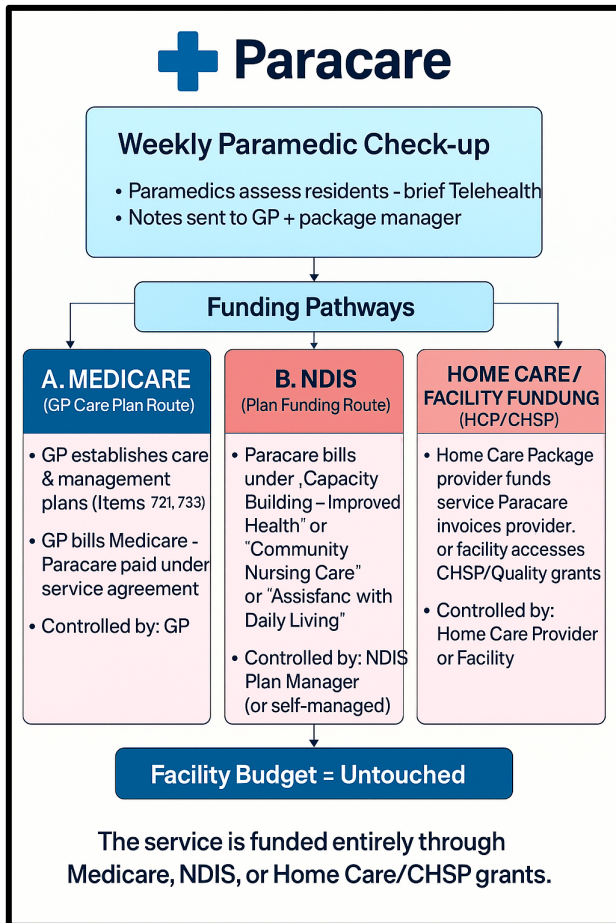 Paracare
Weekly Paramedic Check-up
• Paramedics assess residents - brief Telehealth
• Notes sent to GP + package manager
Funding Pathways
A. MEDICARE
(GP Care Plan Route)
• GP establishes care
& management
plans (Items 721, 733)
• GP bills Medicare -
Paracare paid under
service agreement
• Controlled by: GP
B. NDIS
(Plan Funding Route)
• Paracare bills
under ‚Capacity
Building – Improved
Health" or
"Community
Nursing Care"
or "Assisfanc with
Daily Living"
• Controlled by: NDIS
Plan Manager
(or self-managed)
HOME CARE /
FACILITY FUNDUNG
(HCP/CHSP)
• Home Care Package
provider funds
service Paracare
invoices provider.
or facility accesses
CHSP/Quality grants
• Controlled by:
Home Care Provider
or Facility
Facility Budget = Untouched
The service is funded entirely through
Medicare, NDIS, or Home Care/CHSP grants.